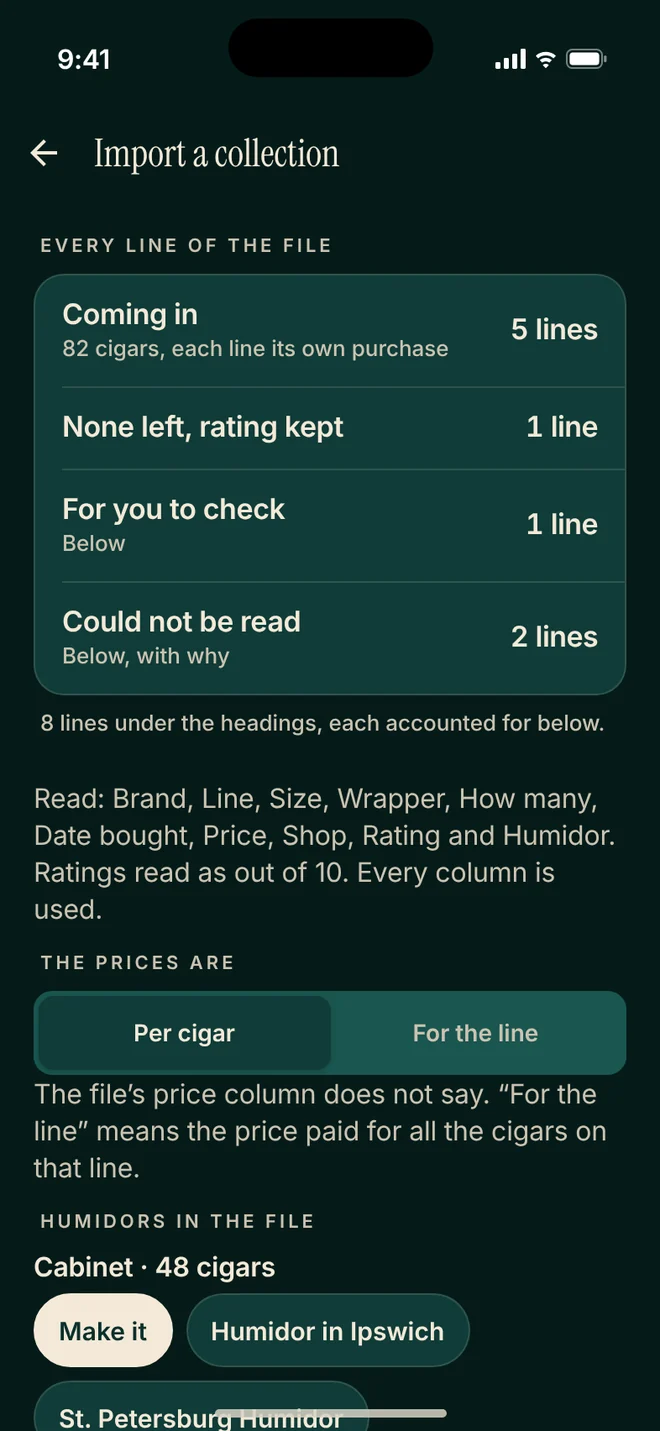 9:41
Import a collection
EVERY LINE OF THE FILE
Coming in
82 cigars, each line its own purchase
5 lines
None left, rating kept
1 line
For you to check
Below
1 line
Could not be read
Below, with why
2 lines
8 lines under the headings, each accounted for below.
Read: Brand, Line, Size, Wrapper, How many,
Date bought, Price, Shop, Rating and Humidor.
Ratings read as out of 10. Every column is
used.
THE PRICES ARE
Per cigar
For the line
The file’s price column does not say. “For the
line” means the price paid for all the cigars on
that line.
HUMIDORS IN THE FILE
Cabinet · 48 cigars
Make it
Humidor in Ipswich
St. Petersburg Humidor